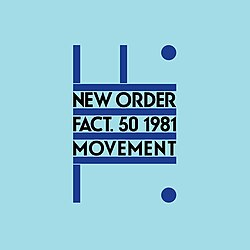 NEW ORDER
FACT. 50 1981
MOVEMENT